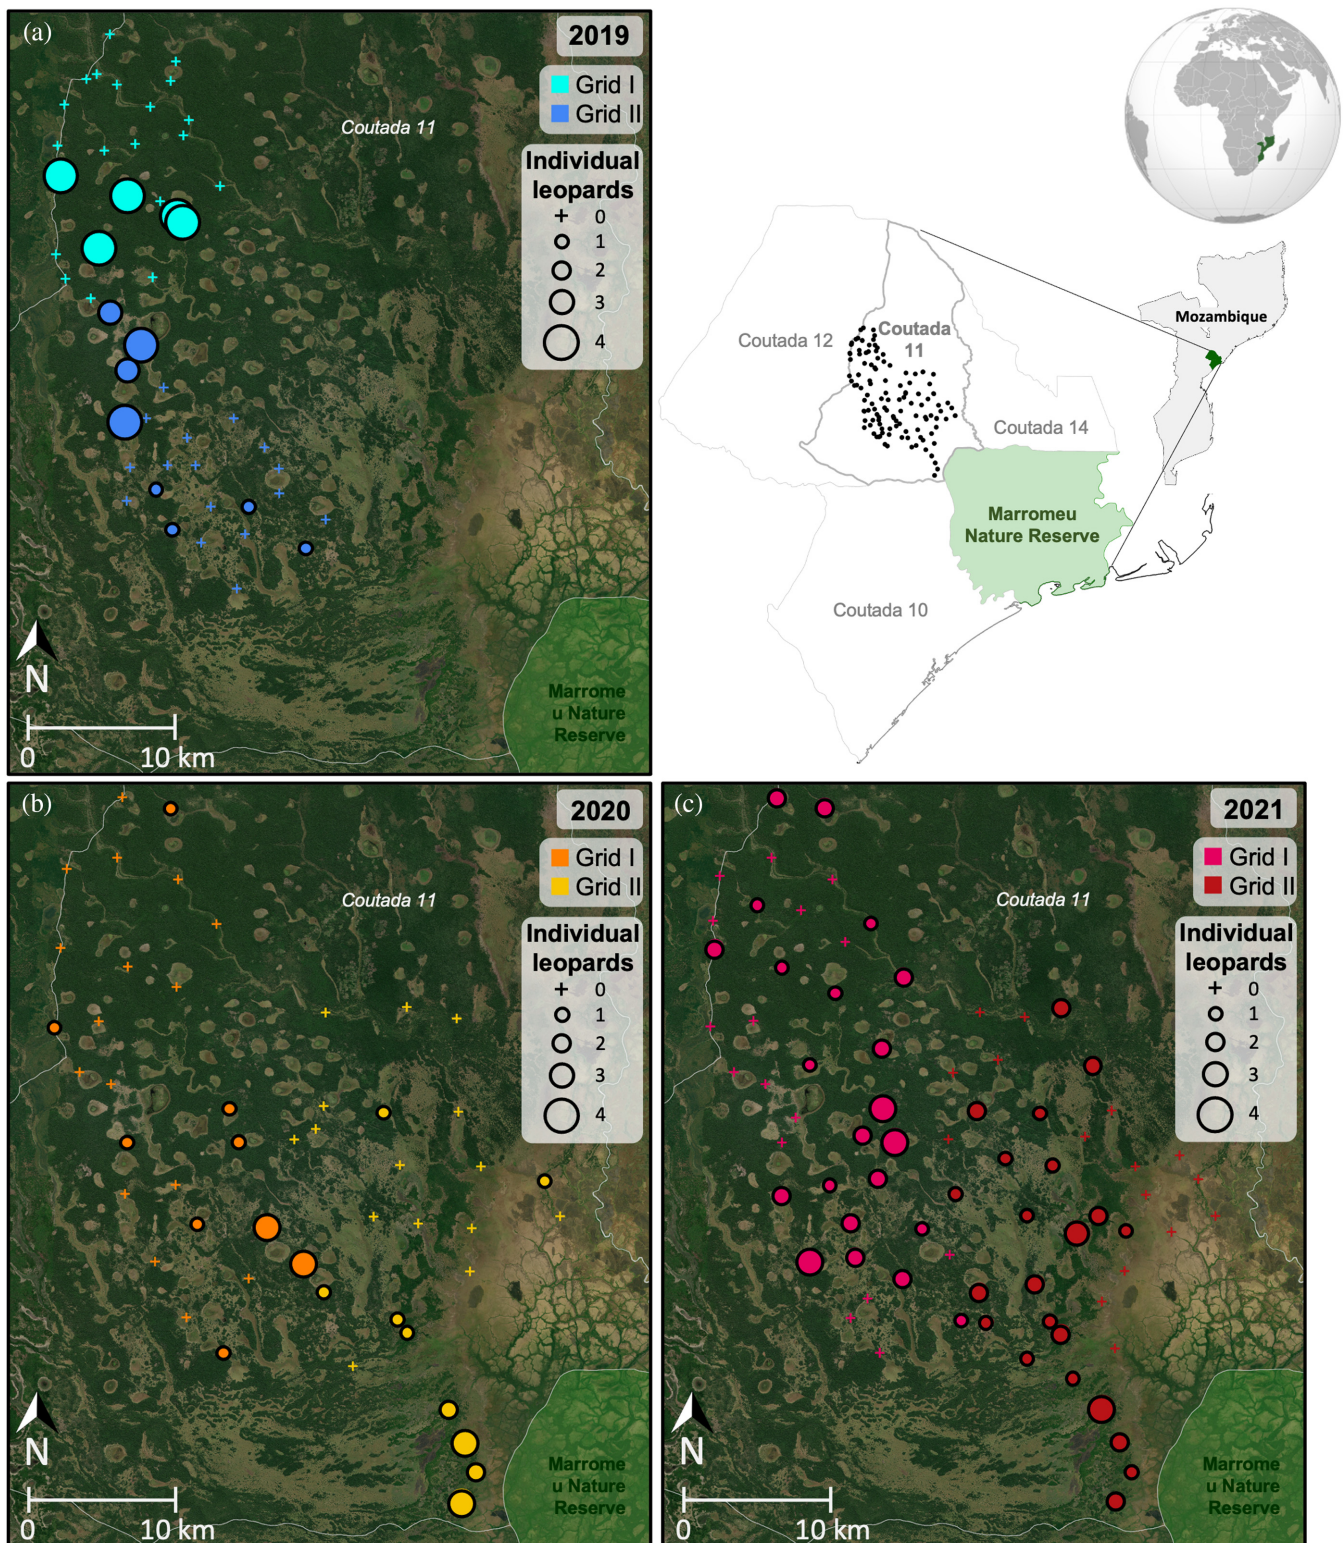 (a)
2019
Grid I
Grid II
Coutada 11
Individual
leopards
+ 0
1
2
3
4
N
0 10 km
Marrome
u Nature
Reserve
Mozambique
Coutada 12
Coutada
11
Coutada 14
Marromeu
Nature Reserve
Coutada 10
(b)
2020
Grid I
Grid II
Coutada 11
Individual
leopards
+ 0
1
2
3
4
N
0 10 km
Marrome
u Nature
Reserve
(c)
2021
Grid I
Grid II
Coutada 11
Individual
leopards
+ 0
1
2
3
4
N
0 10 km
Marrome
u Nature
Reserve